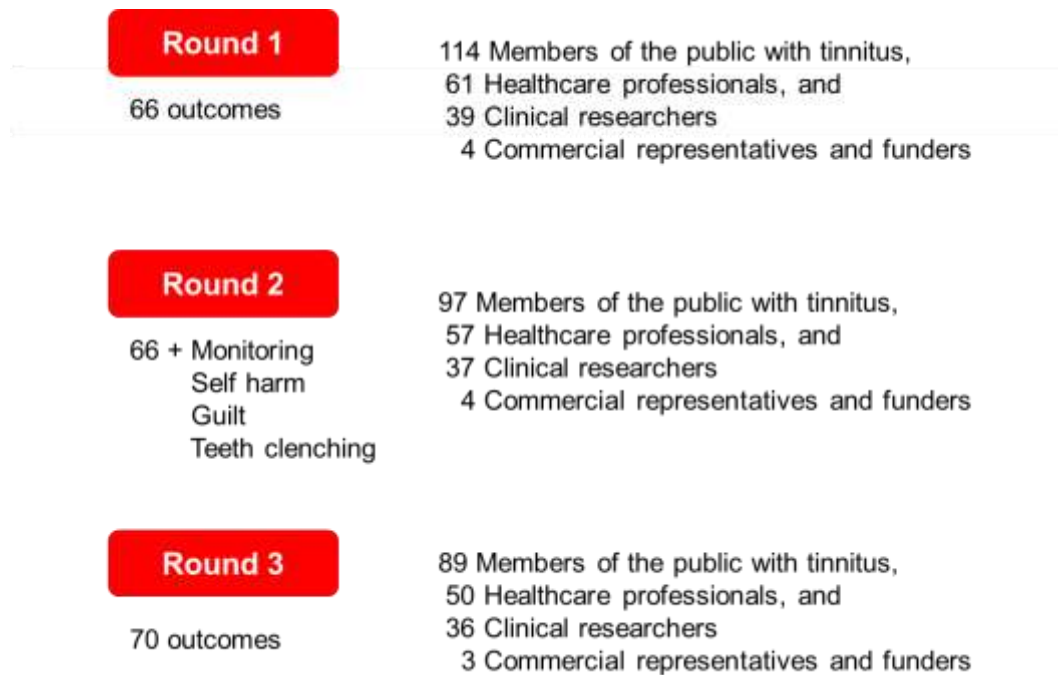 Round 1
66 outcomes
114 Members of the public with tinnitus,
61 Healthcare professionals, and
39 Clinical researchers
4 Commercial representatives and funders
Round 2
66 + Monitoring
Self harm
Guilt
Teeth clenching
97 Members of the public with tinnitus,
57 Healthcare professionals, and
37 Clinical researchers
4 Commercial representatives and funders
Round 3
70 outcomes
89 Members of the public with tinnitus,
50 Healthcare professionals, and
36 Clinical researchers
3 Commercial representatives and funders